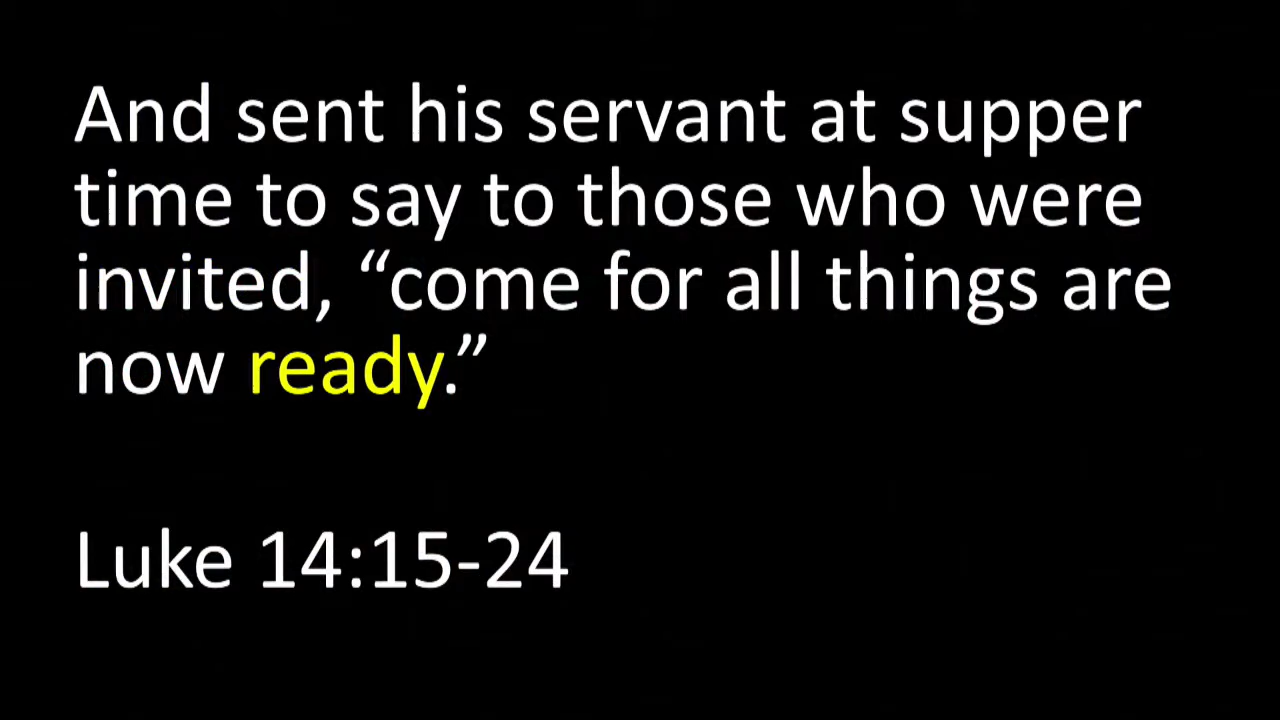 And sent his servant at supper
time to say to those who were
invited, “come for all things are
now ready.”
Luke 14:15-24